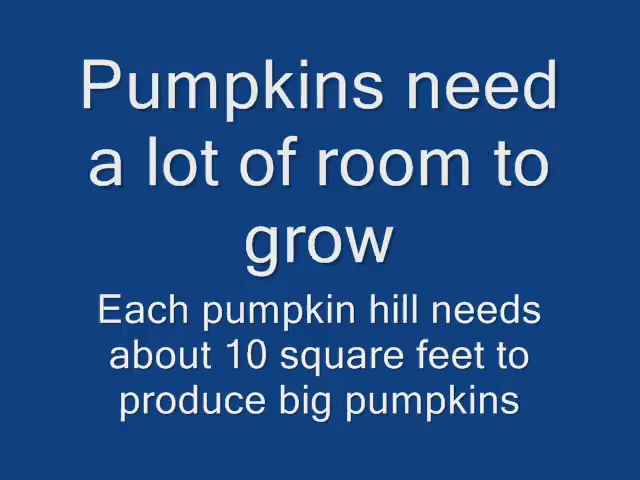 Pumpkins need
a lot of room to
grow
Each pumpkin hill needs
about 10 square feet to
produce big pumpkins